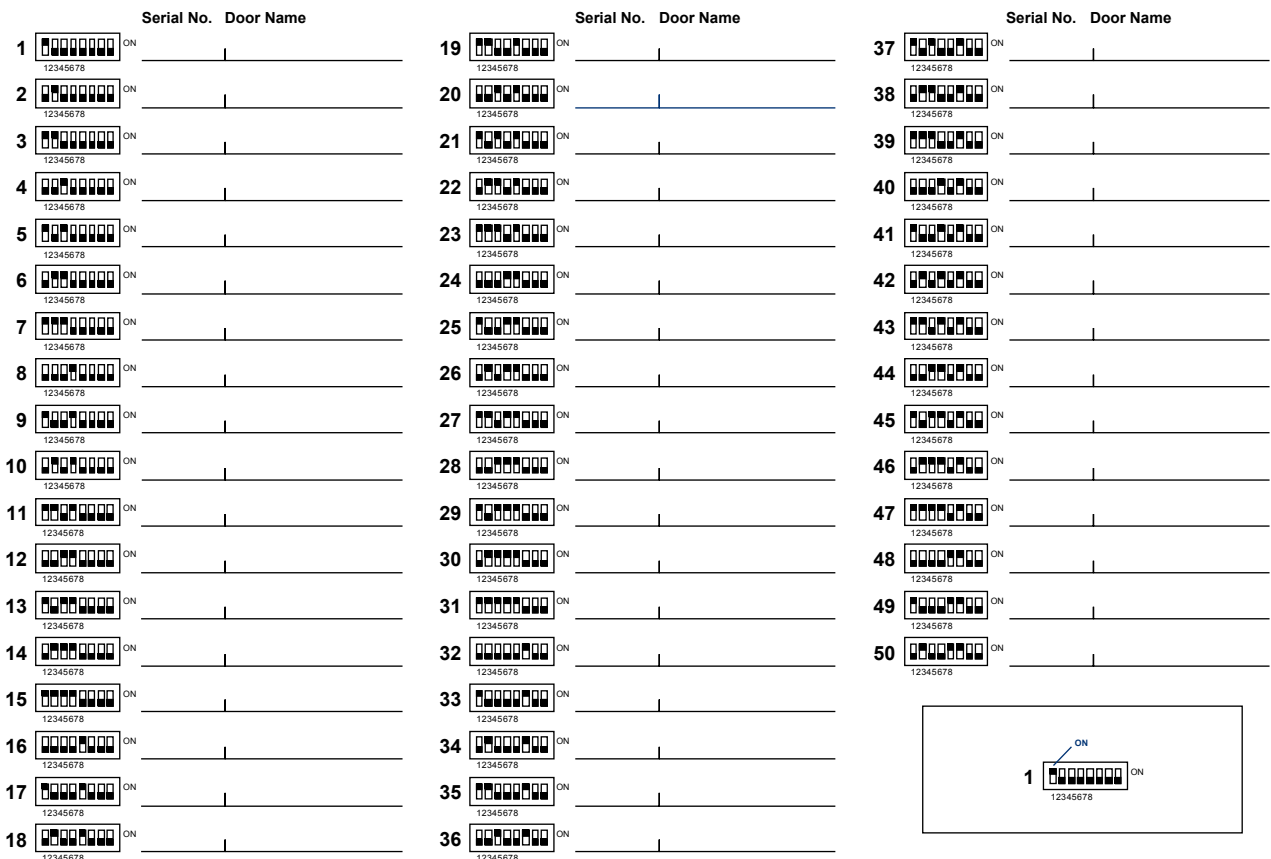 Serial No. Door Name
1 ON
12345678
2 ON
12345678
3 ON
12345678
4 ON
12345678
5 ON
12345678
6 ON
12345678
7 ON
12345678
8 ON
12345678
9 ON
12345678
10 ON
12345678
11 ON
12345678
12 ON
12345678
13 ON
12345678
14 ON
12345678
15 ON
12345678
16 ON
12345678
17 ON
12345678
18 ON
12345678
Serial No. Door Name
19 ON
12345678
20 ON
12345678
21 ON
12345678
22 ON
12345678
23 ON
12345678
24 ON
12345678
25 ON
12345678
26 ON
12345678
27 ON
12345678
28 ON
12345678
29 ON
12345678
30 ON
12345678
31 ON
12345678
32 ON
12345678
33 ON
12345678
34 ON
12345678
35 ON
12345678
36 ON
12345678
Serial No. Door Name
37 ON
12345678
38 ON
12345678
39 ON
12345678
40 ON
12345678
41 ON
12345678
42 ON
12345678
43 ON
12345678
44 ON
12345678
45 ON
12345678
46 ON
12345678
47 ON
12345678
48 ON
12345678
49 ON
12345678
50 ON
12345678
ON
1 ON
12345678